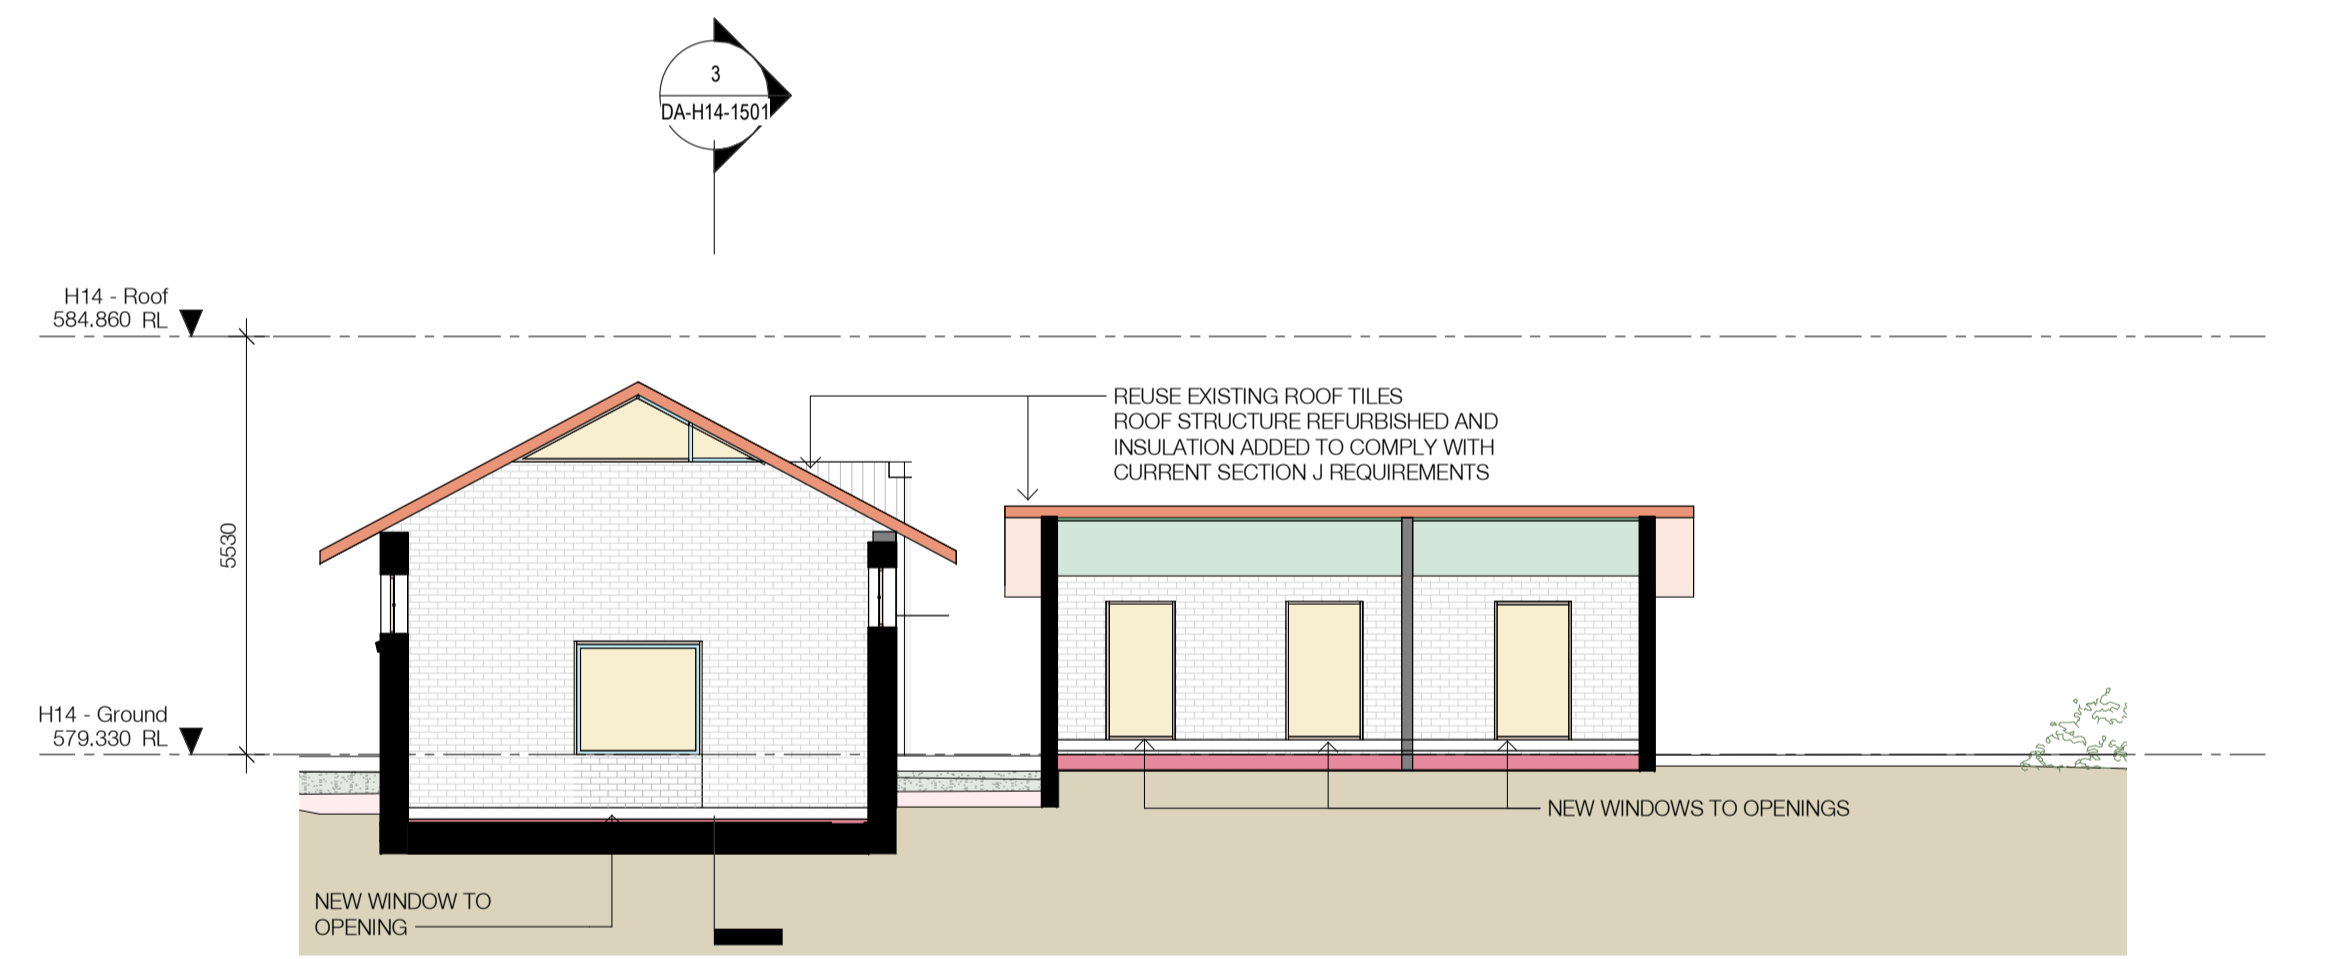 3
DA-H14-1501
H14 - Roof
584.860 RL
REUSE EXISTING ROOF TILES
ROOF STRUCTURE REFURBISHED AND
INSULATION ADDED TO COMPLY WITH
CURRENT SECTION J REQUIREMENTS
5530
H14 - Ground
579.330 RL
NEW WINDOWS TO OPENINGS
NEW WINDOW TO
OPENING